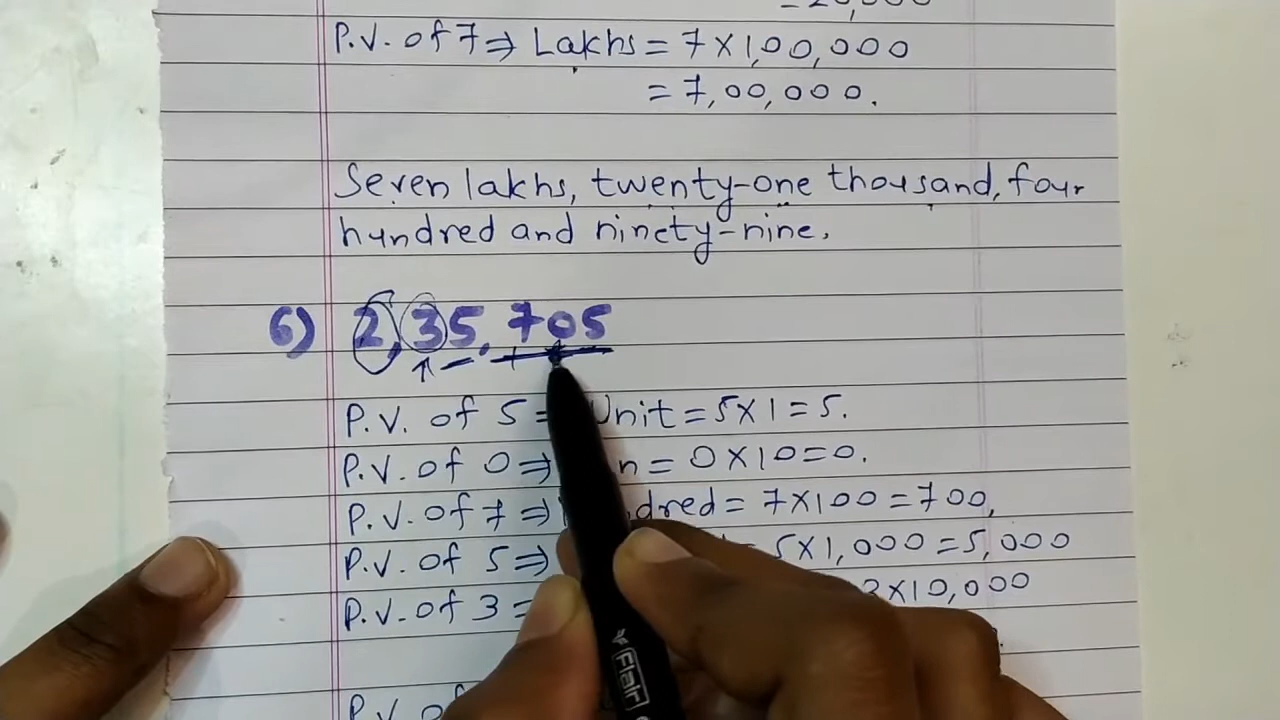 P.V. of 7 ⇒ Lakhs = 7 × 1,00,000
= 7,00,000.
Seven lakhs, twenty-one thousand, four
hundred and ninety-nine.
6) 2,35,705
P.V. of 5 = Unit = 5 × 1 = 5.
P.V. of 0 ⇒ = 0 × 10 = 0.
P.V. of 7 ⇒ = 7 × 100 = 700,
P.V. of 5 ⇒ = 5 × 1,000 = 5,000
P.V. of 3 = 3 × 10,000
P.V.
Flair